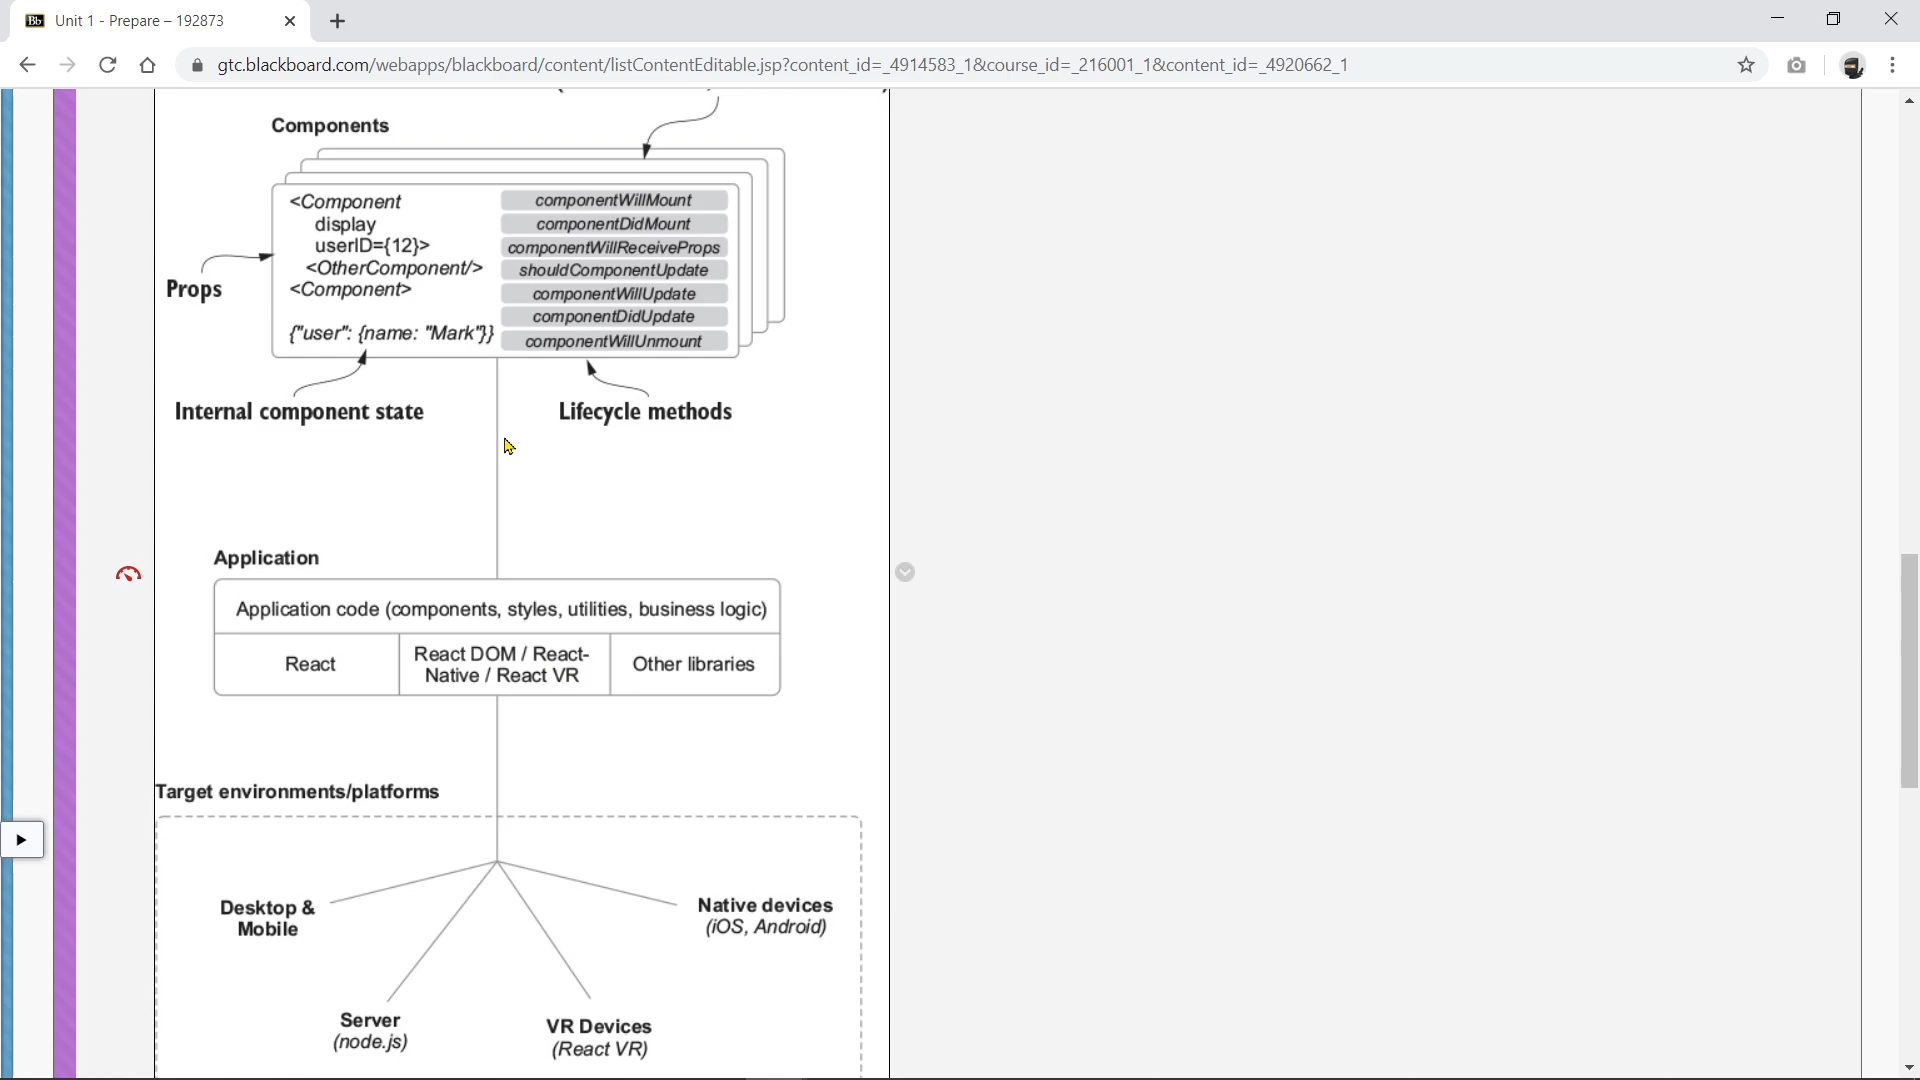 Unit 1 - Prepare – 192873
gtc.blackboard.com/webapps/blackboard/content/listContentEditable.jsp?content_id=_4914583_1&course_id=_216001_1&content_id=_4920662_1
Components
<Component
display
userID={12}>
<OtherComponent/>
<Component>
{"user": {name: "Mark"}}
componentWillMount
componentDidMount
componentWillReceiveProps
shouldComponentUpdate
componentWillUpdate
componentDidUpdate
componentWillUnmount
Props
Internal component state
Lifecycle methods
Application
Application code (components, styles, utilities, business logic)
React
React DOM / React-
Native / React VR
Other libraries
Target environments/platforms
Desktop &
Mobile
Native devices
(iOS, Android)
Server
(node.js)
VR Devices
(React VR)